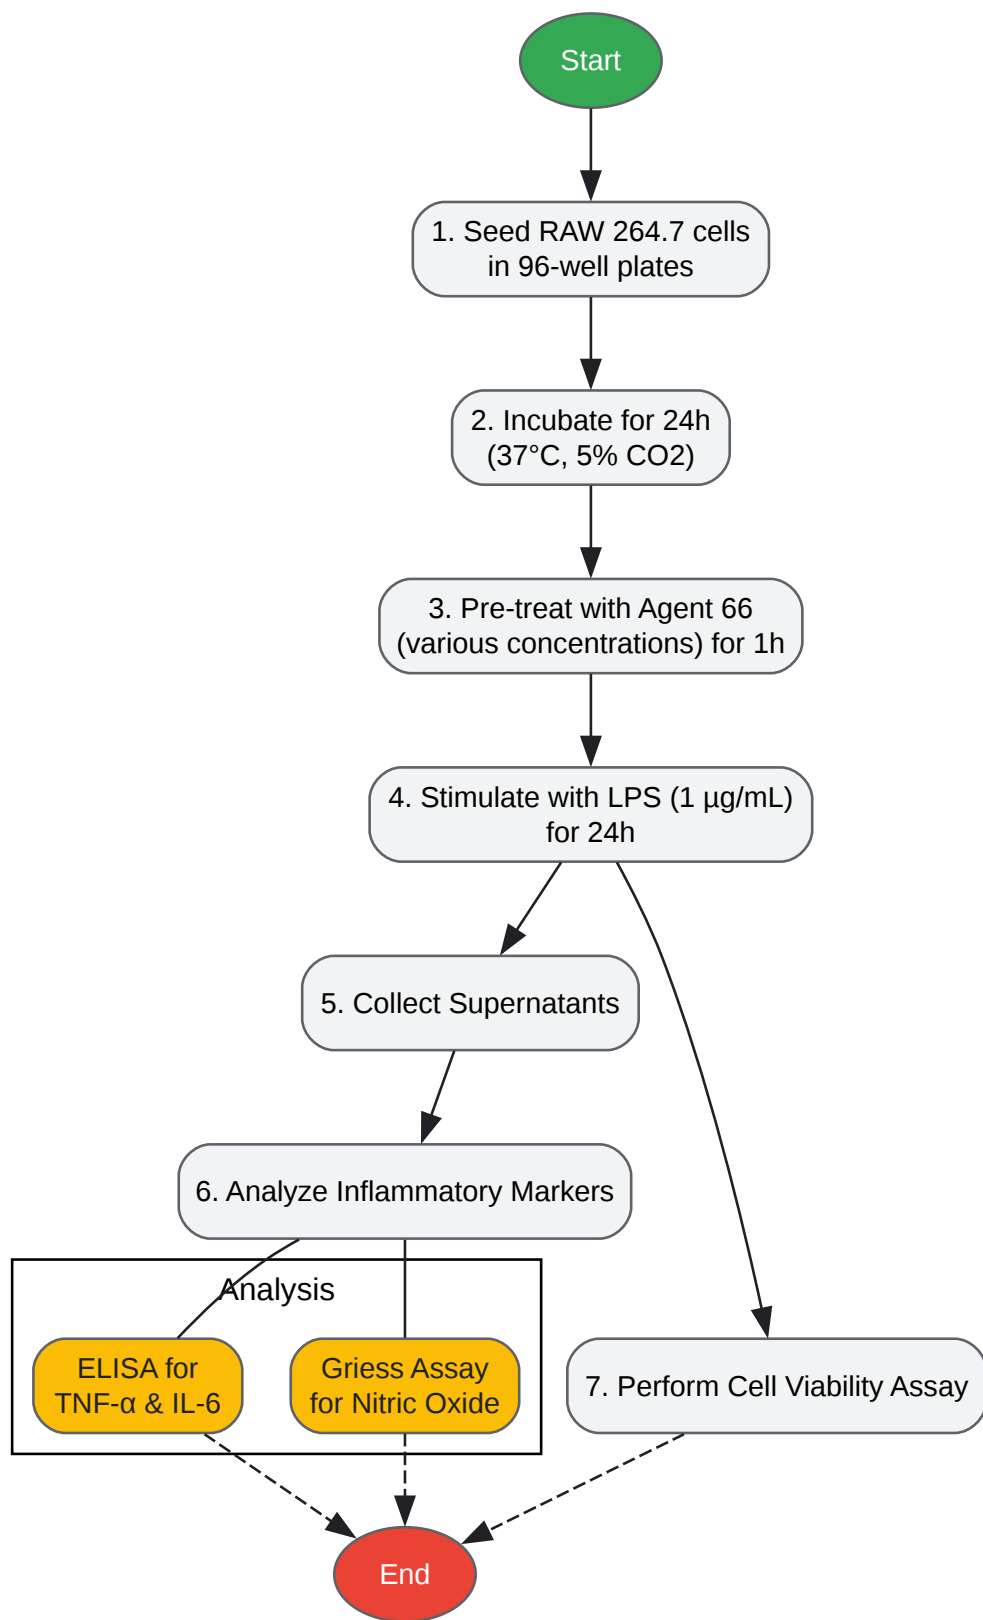 Start
1. Seed RAW 264.7 cells
in 96-well plates
2. Incubate for 24h
(37°C, 5% CO2)
3. Pre-treat with Agent 66
(various concentrations) for 1h
4. Stimulate with LPS (1 µg/mL)
for 24h
5. Collect Supernatants
6. Analyze Inflammatory Markers
Analysis
ELISA for
TNF-α & IL-6
Griess Assay
for Nitric Oxide
7. Perform Cell Viability Assay
End